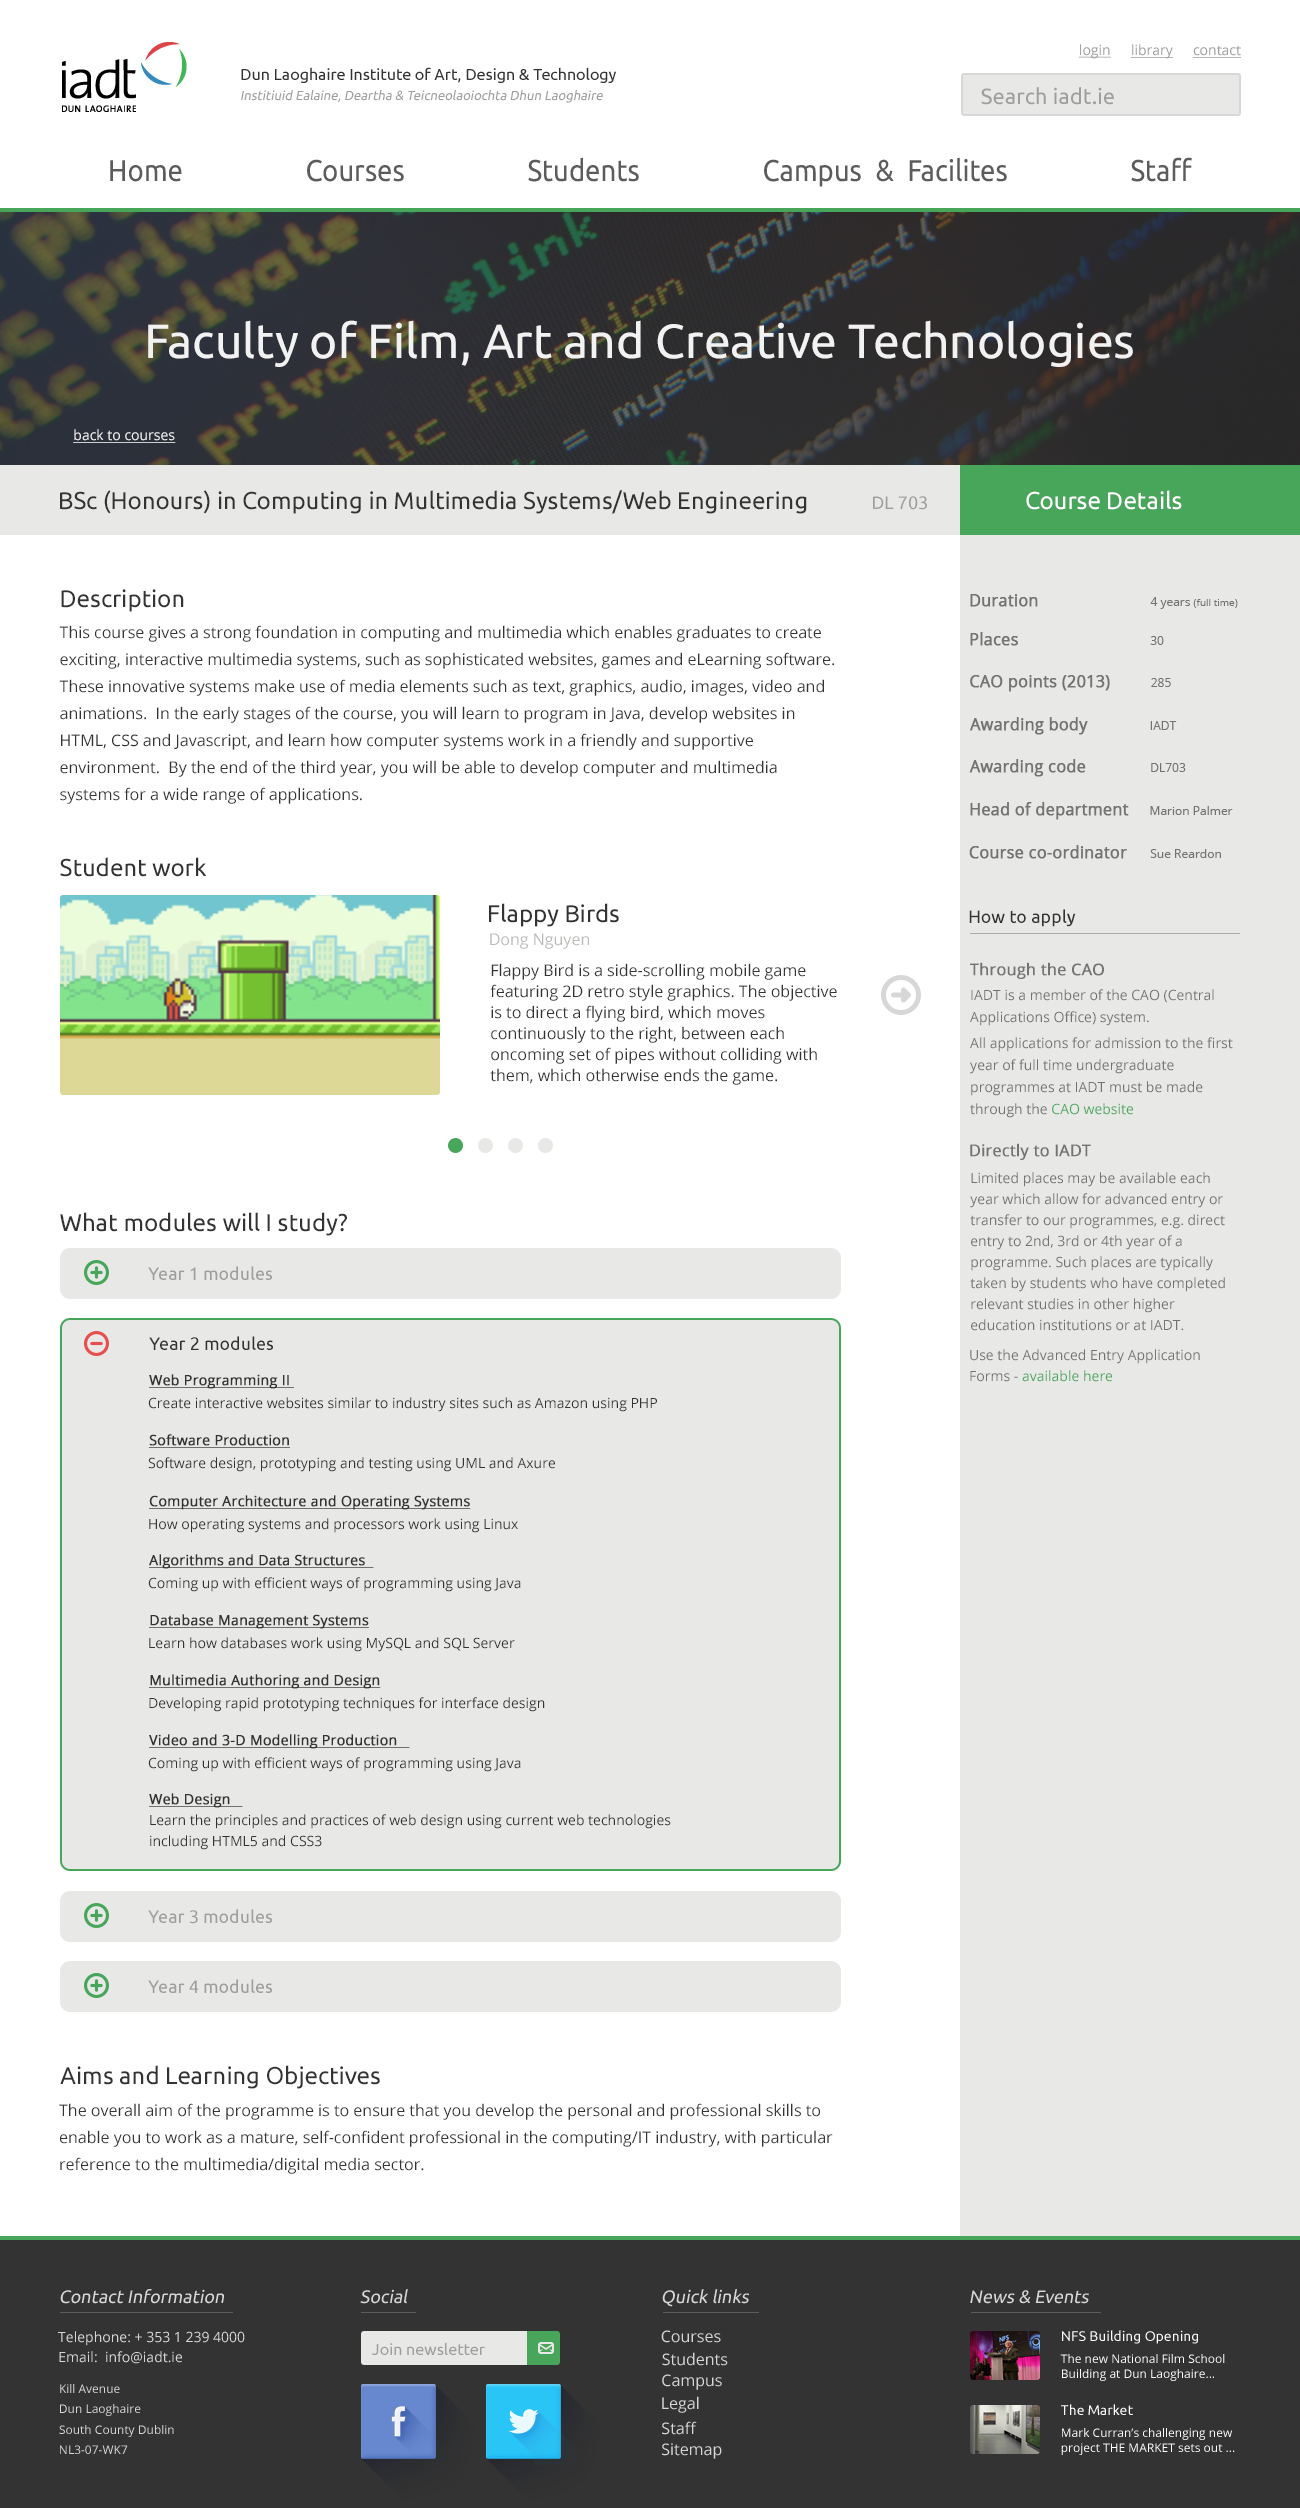 iadt
DUN LAOGHAIRE
Dun Laoghaire Institute of Art, Design & Technology
Institiuid Ealaine, Deartha & Teicneolaoiochta Dhun Laoghaire
login library contact
Search iadt.ie
Home Courses Students Campus & Facilites Staff
Private
$link
Private
function
mysql
connect(
Exception(
Faculty of Film, Art and Creative Technologies
back to courses
BSc (Honours) in Computing in Multimedia Systems/Web Engineering DL 703
Course Details
Description
This course gives a strong foundation in computing and multimedia which enables graduates to create
exciting, interactive multimedia systems, such as sophisticated websites, games and eLearning software.
These innovative systems make use of media elements such as text, graphics, audio, images, video and
animations. In the early stages of the course, you will learn to program in Java, develop websites in
HTML, CSS and Javascript, and learn how computer systems work in a friendly and supportive
environment. By the end of the third year, you will be able to develop computer and multimedia
systems for a wide range of applications.
Student work
Flappy Birds
Dong Nguyen
Flappy Bird is a side-scrolling mobile game
featuring 2D retro style graphics. The objective
is to direct a flying bird, which moves
continuously to the right, between each
oncoming set of pipes without colliding with
them, which otherwise ends the game.
What modules will I study?
Year 1 modules
Year 2 modules
Web Programming II
Create interactive websites similar to industry sites such as Amazon using PHP
Software Production
Software design, prototyping and testing using UML and Axure
Computer Architecture and Operating Systems
How operating systems and processors work using Linux
Algorithms and Data Structures
Coming up with efficient ways of programming using Java
Database Management Systems
Learn how databases work using MySQL and SQL Server
Multimedia Authoring and Design
Developing rapid prototyping techniques for interface design
Video and 3-D Modelling Production
Coming up with efficient ways of programming using Java
Web Design
Learn the principles and practices of web design using current web technologies
including HTML5 and CSS3
Year 3 modules
Year 4 modules
Aims and Learning Objectives
The overall aim of the programme is to ensure that you develop the personal and professional skills to
enable you to work as a mature, self-confident professional in the computing/IT industry, with particular
reference to the multimedia/digital media sector.
Duration 4 years (full time)
Places 30
CAO points (2013) 285
Awarding body IADT
Awarding code DL703
Head of department Marion Palmer
Course co-ordinator Sue Reardon
How to apply
Through the CAO
IADT is a member of the CAO (Central
Applications Office) system.
All applications for admission to the first
year of full time undergraduate
programmes at IADT must be made
through the CAO website
Directly to IADT
Limited places may be available each
year which allow for advanced entry or
transfer to our programmes, e.g. direct
entry to 2nd, 3rd or 4th year of a
programme. Such places are typically
taken by students who have completed
relevant studies in other higher
education institutions or at IADT.
Use the Advanced Entry Application
Forms - available here
Contact Information
Telephone: + 353 1 239 4000
Email: info@iadt.ie
Kill Avenue
Dun Laoghaire
South County Dublin
NL3-07-WK7
Social
Join newsletter
f
Quick links
Courses
Students
Campus
Legal
Staff
Sitemap
News & Events
NFS
NFS Building Opening
The new National Film School
Building at Dun Laoghaire...
The Market
Mark Curran's challenging new
project THE MARKET sets out ...